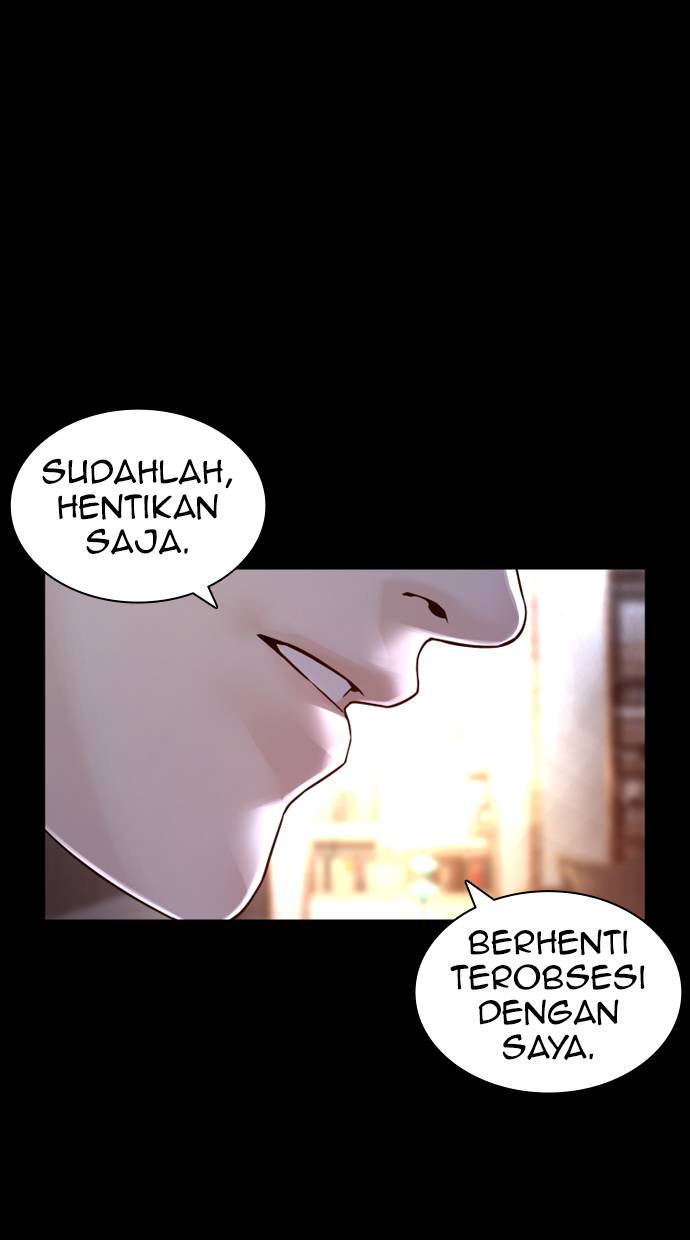 SUDAHLAH,
HENTIKAN
SAJA.
BERHENTI
TEROBSESI
DENGAN
SAYA.